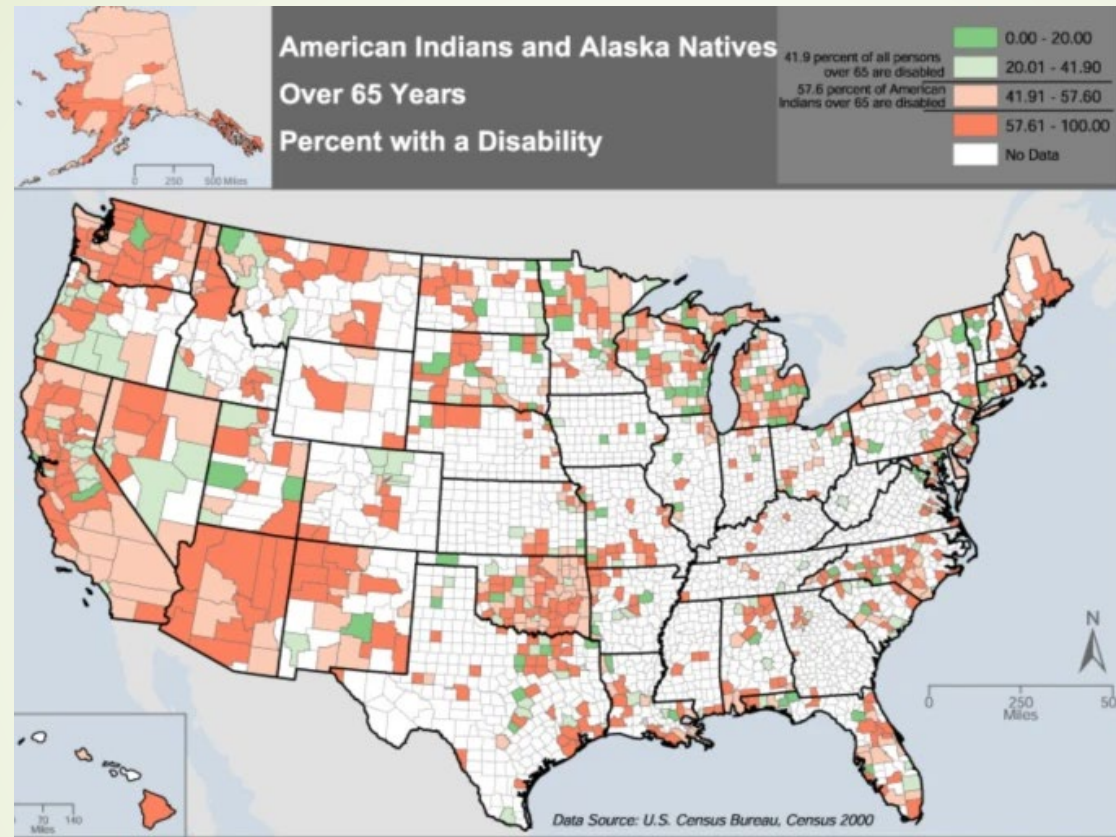 American Indians and Alaska Natives
Over 65 Years
Percent with a Disability
41.9 percent of all persons
over 65 are disabled
57.6 percent of American
Indians over 65 are disabled
0.00 - 20.00
20.01 - 41.90
41.91 - 57.60
57.61 - 100.00
No Data
0 250 500 Miles
N
0 250 50
Miles
70 140
Miles
Data Source: U.S. Census Bureau, Census 2000